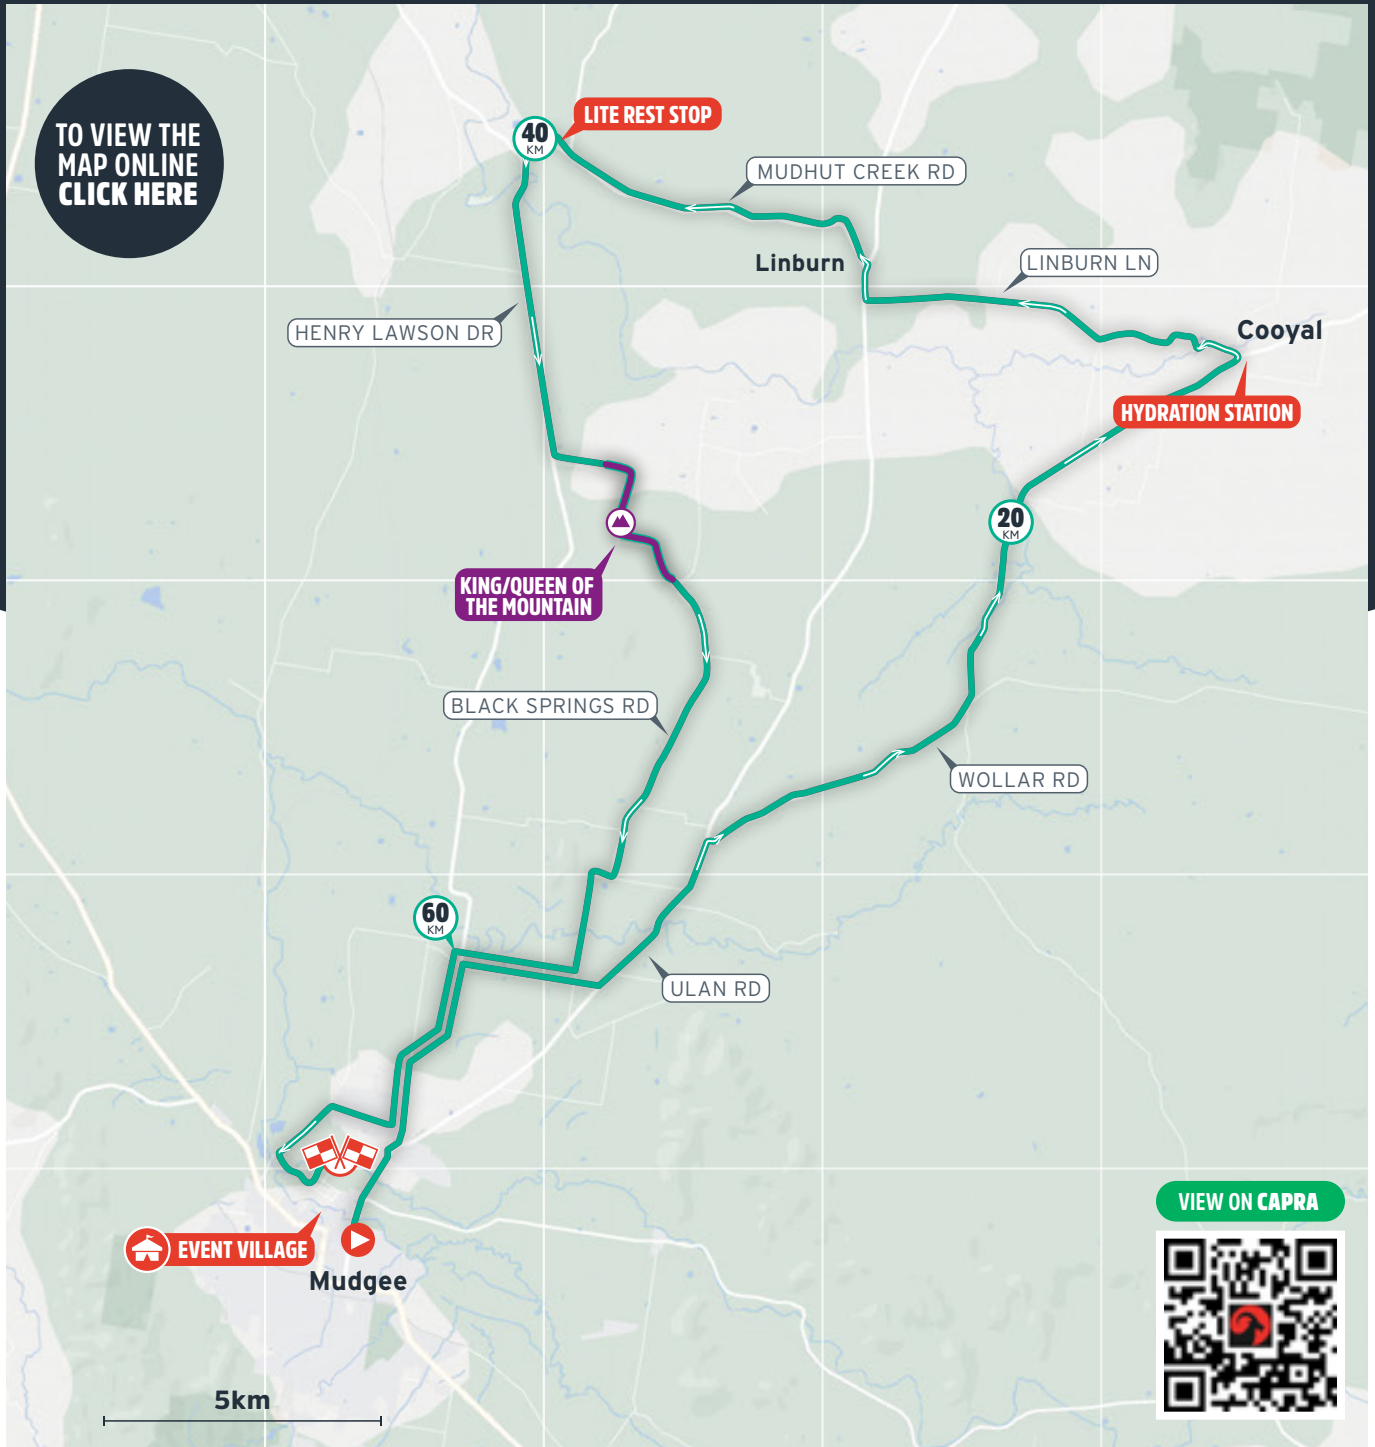 TO VIEW THE
MAP ONLINE
CLICK HERE
40
KM
LITE REST STOP
MUDHUT CREEK RD
Linburn
LINBURN LN
HENRY LAWSON DR
Cooyal
HYDRATION STATION
20
KM
KING/QUEEN OF
THE MOUNTAIN
BLACK SPRINGS RD
WOLLAR RD
60
KM
ULAN RD
EVENT VILLAGE
Mudgee
VIEW ON CAPRA
5km